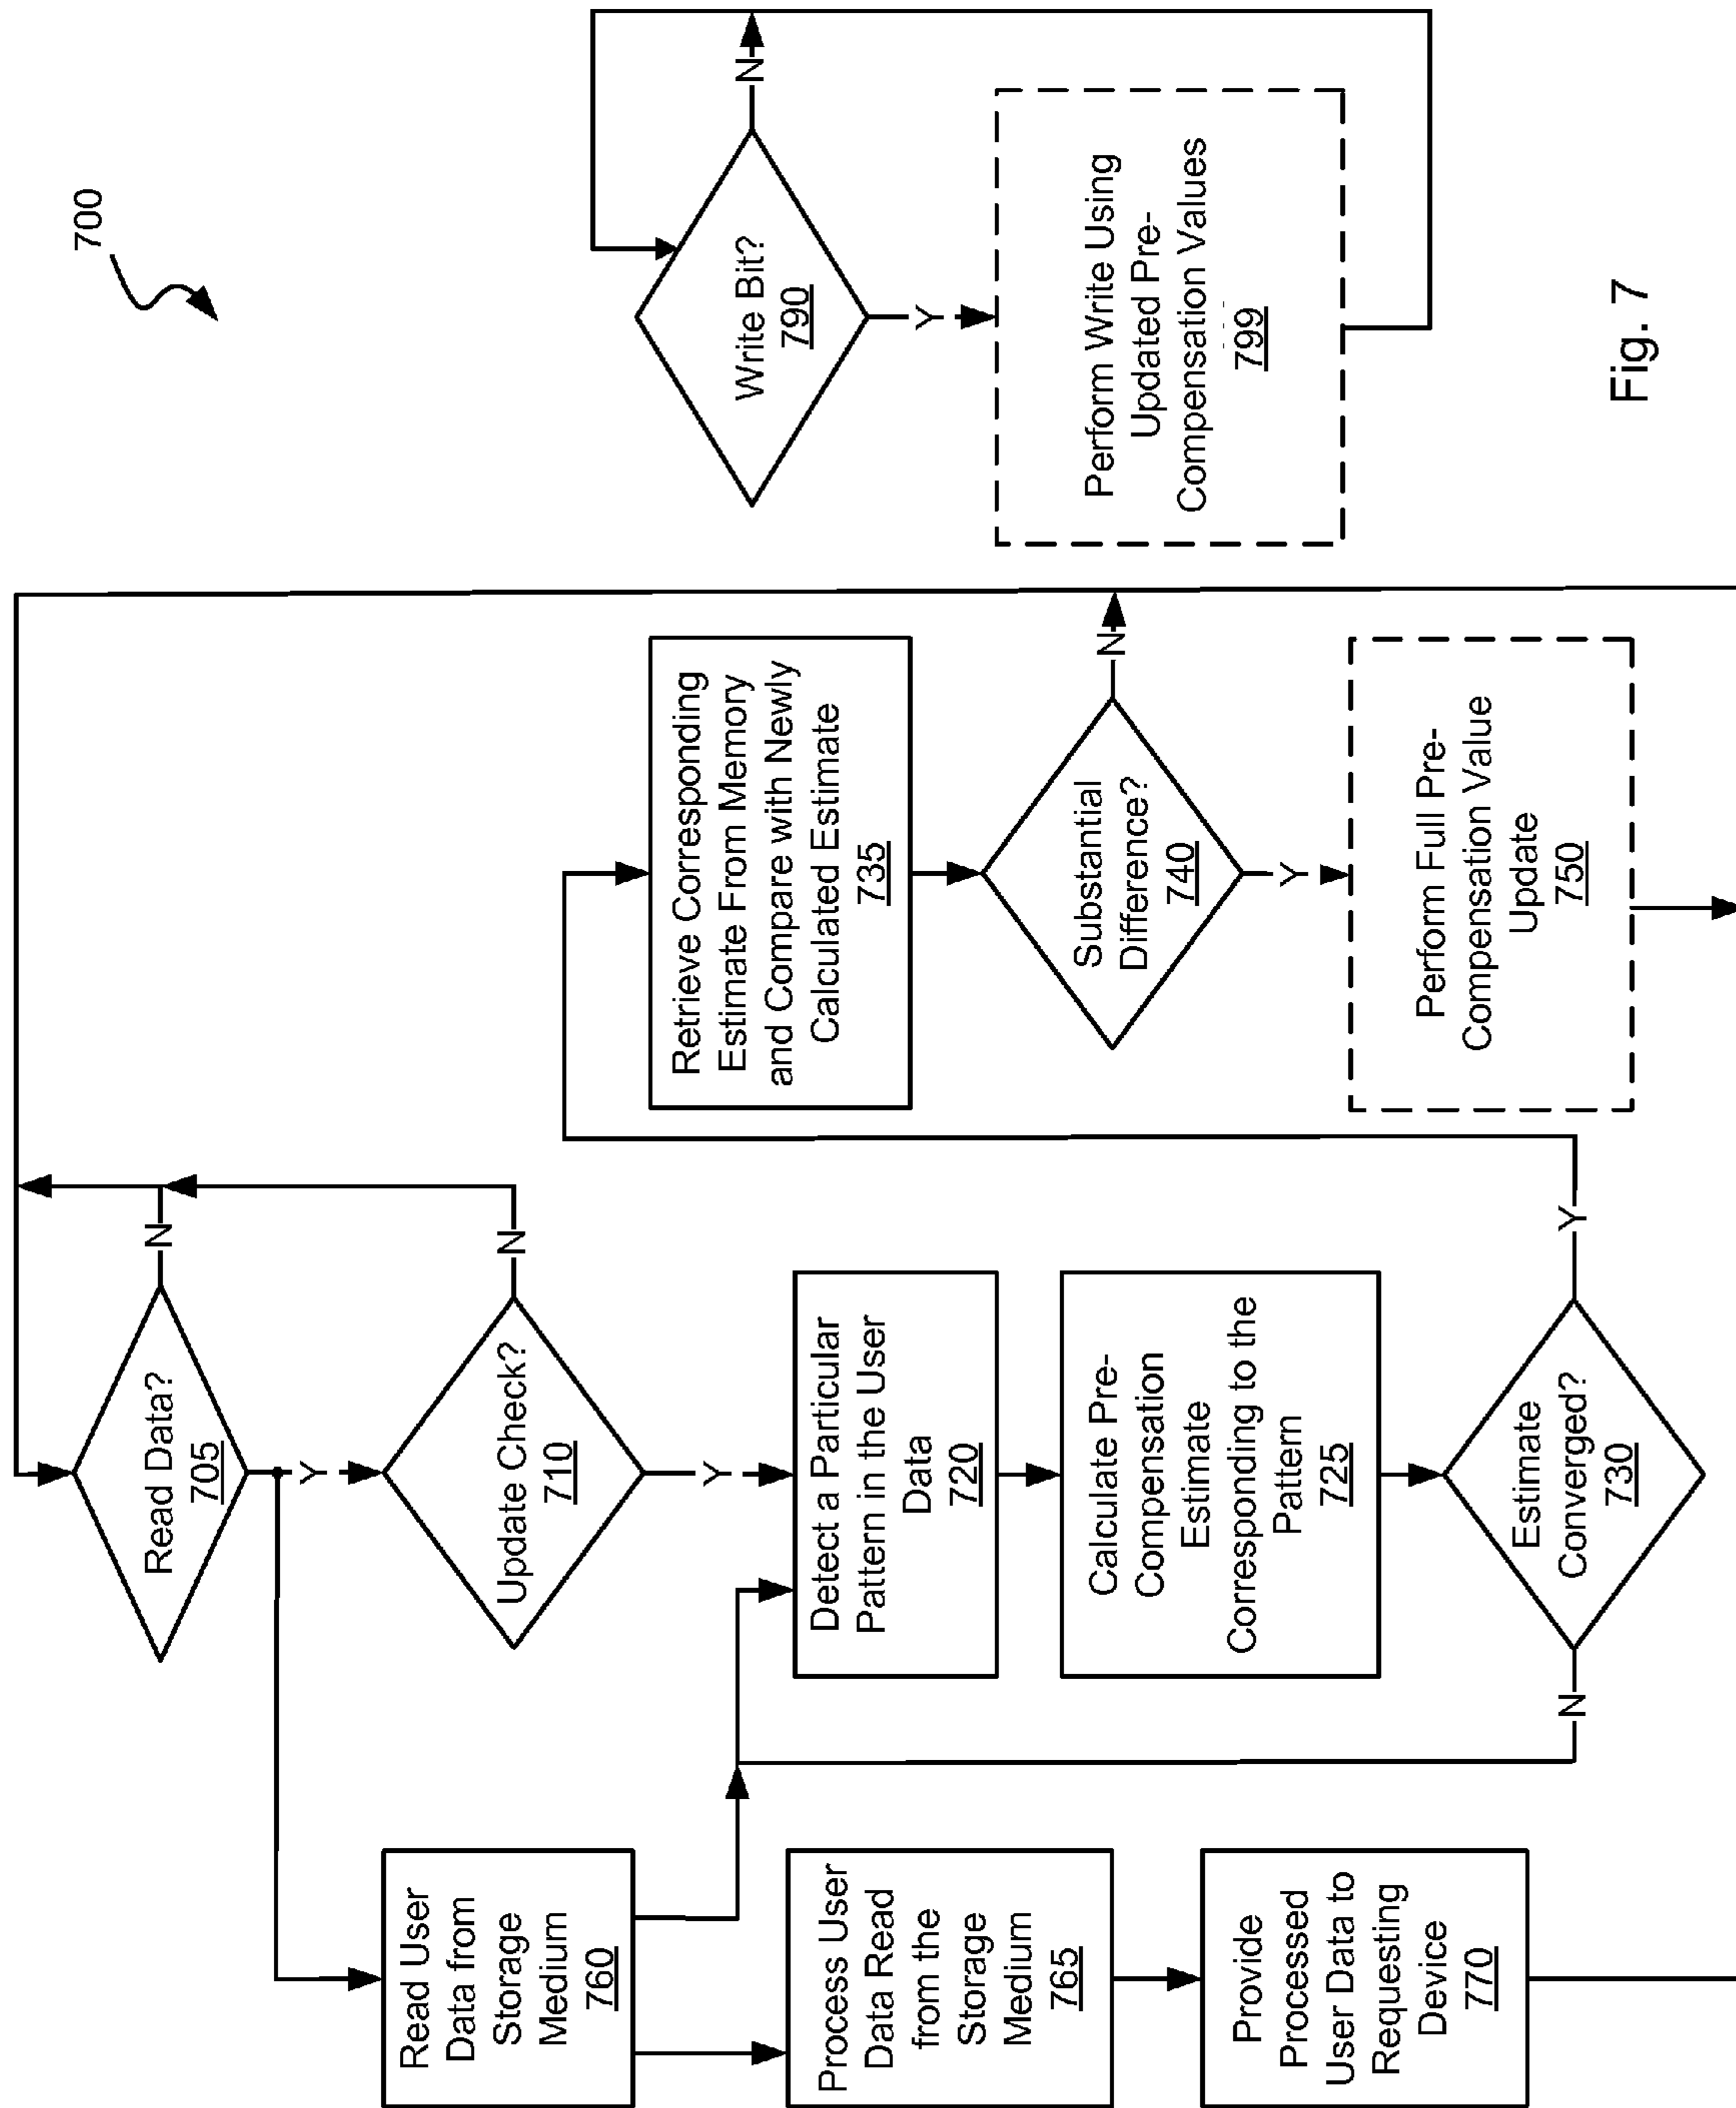 700
Read Data?
705
N
Y
Update Check?
710
N
Y
Read User
Data from
Storage
Medium
760
Process User
Data Read
from the
Storage
Medium
765
Provide
Processed
User Data to
Requesting
Device
770
Detect a Particular
Pattern in the User
Data
720
Calculate Pre-
Compensation
Estimate
Corresponding to the
Pattern
725
Estimate
Converged?
730
N
Y
Retrieve Corresponding
Estimate From Memory
and Compare with Newly
Calculated Estimate
735
Substantial
Difference?
740
N
Y
Perform Full Pre-
Compensation Value
Update
750
Write Bit?
790
N
Y
Perform Write Using
Updated Pre-
Compensation Values
799
Fig. 7